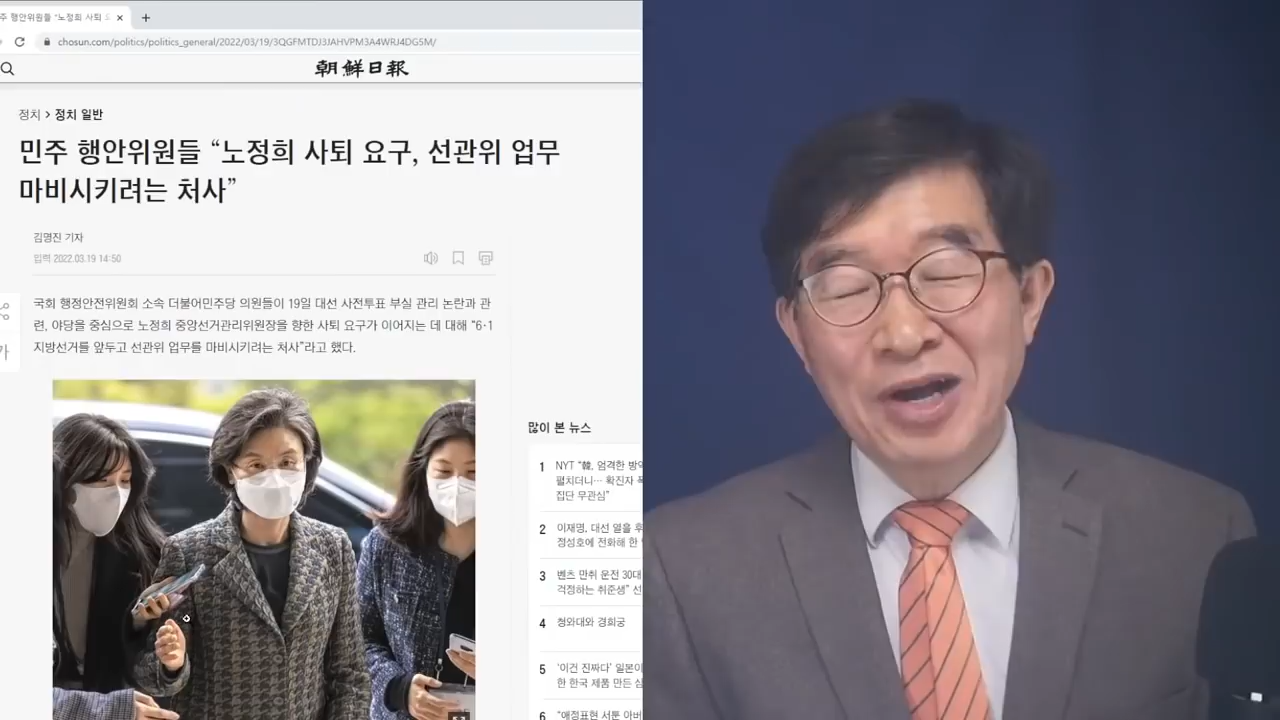 주 행안위원들 “노정희 사퇴
chosun.com/politics/politics_general/2022/03/19/3QGFMTDJ3JAHVPM3A4WRJ4DG5M/
朝鮮日報
정치 > 정치 일반
민주 행안위원들 “노정희 사퇴 요구, 선관위 업무
마비시키려는 처사”
김명진 기자
입력 2022.03.19 14:50
국회 행정안전위원회 소속 더불어민주당 의원들이 19일 대선 사전투표 부실 관리 논란과 관
련, 야당을 중심으로 노정희 중앙선거관리위원장을 향한 사퇴 요구가 이어지는 데 대해 “6·1
지방선거를 앞두고 선관위 업무를 마비시키려는 처사”라고 했다.
가
많이 본 뉴스
1 NYT “韓, 엄격한 방역
펼치더니… 확진자
집단 무관심”
2 이재명, 대선 열을
정성호에 전화해 한
3 벤츠 만취 운전 30대
걱정하는 취준생”
4 청와대와 경희궁
5 ‘이건 진짜다’
한 한국 제품 만든
6 “애정표현 서툰